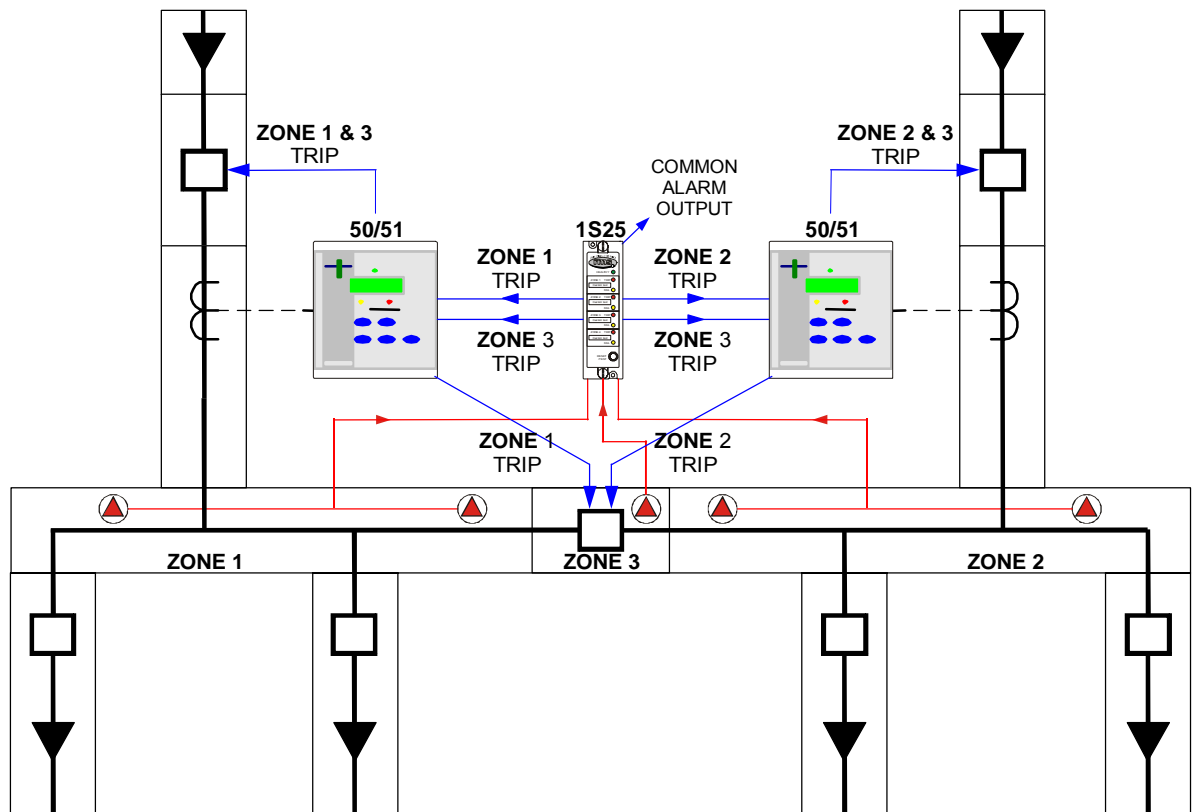 ZONE 1 & 3
TRIP
ZONE 2 & 3
TRIP
COMMON
ALARM
OUTPUT
50/51
1S25
50/51
ZONE 1
TRIP
ZONE 2
TRIP
ZONE 3
TRIP
ZONE 3
TRIP
ZONE 1
TRIP
ZONE 2
TRIP
ZONE 1
ZONE 3
ZONE 2